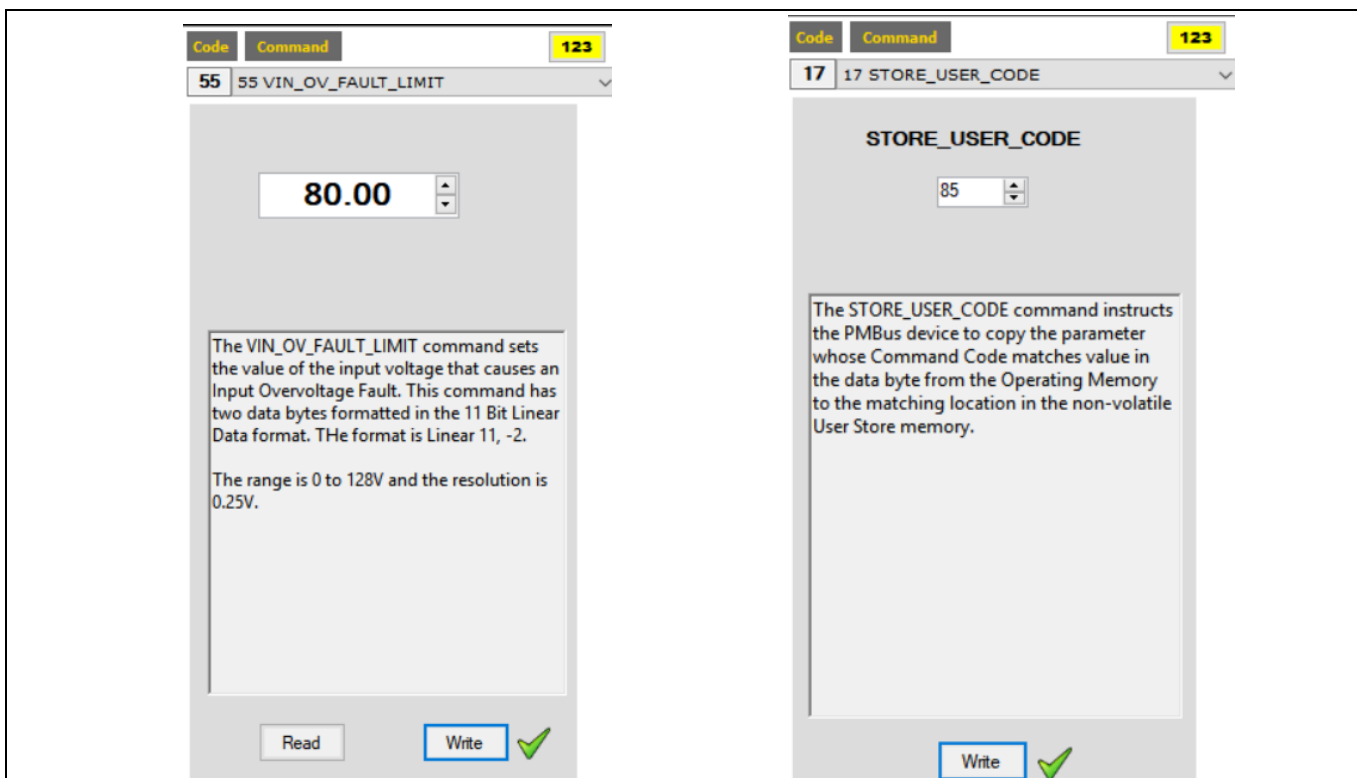 Code Command 123
55 55 VIN_OV_FAULT_LIMIT
80.00
The VIN_OV_FAULT_LIMIT command sets
the value of the input voltage that causes an
Input Overvoltage Fault. This command has
two data bytes formatted in the 11 Bit Linear
Data format. THe format is Linear 11, -2.
The range is 0 to 128V and the resolution is
0.25V.
Read Write
Code Command 123
17 17 STORE_USER_CODE
STORE_USER_CODE
85
The STORE_USER_CODE command instructs
the PMBus device to copy the parameter
whose Command Code matches value in
the data byte from the Operating Memory
to the matching location in the non-volatile
User Store memory.
Write